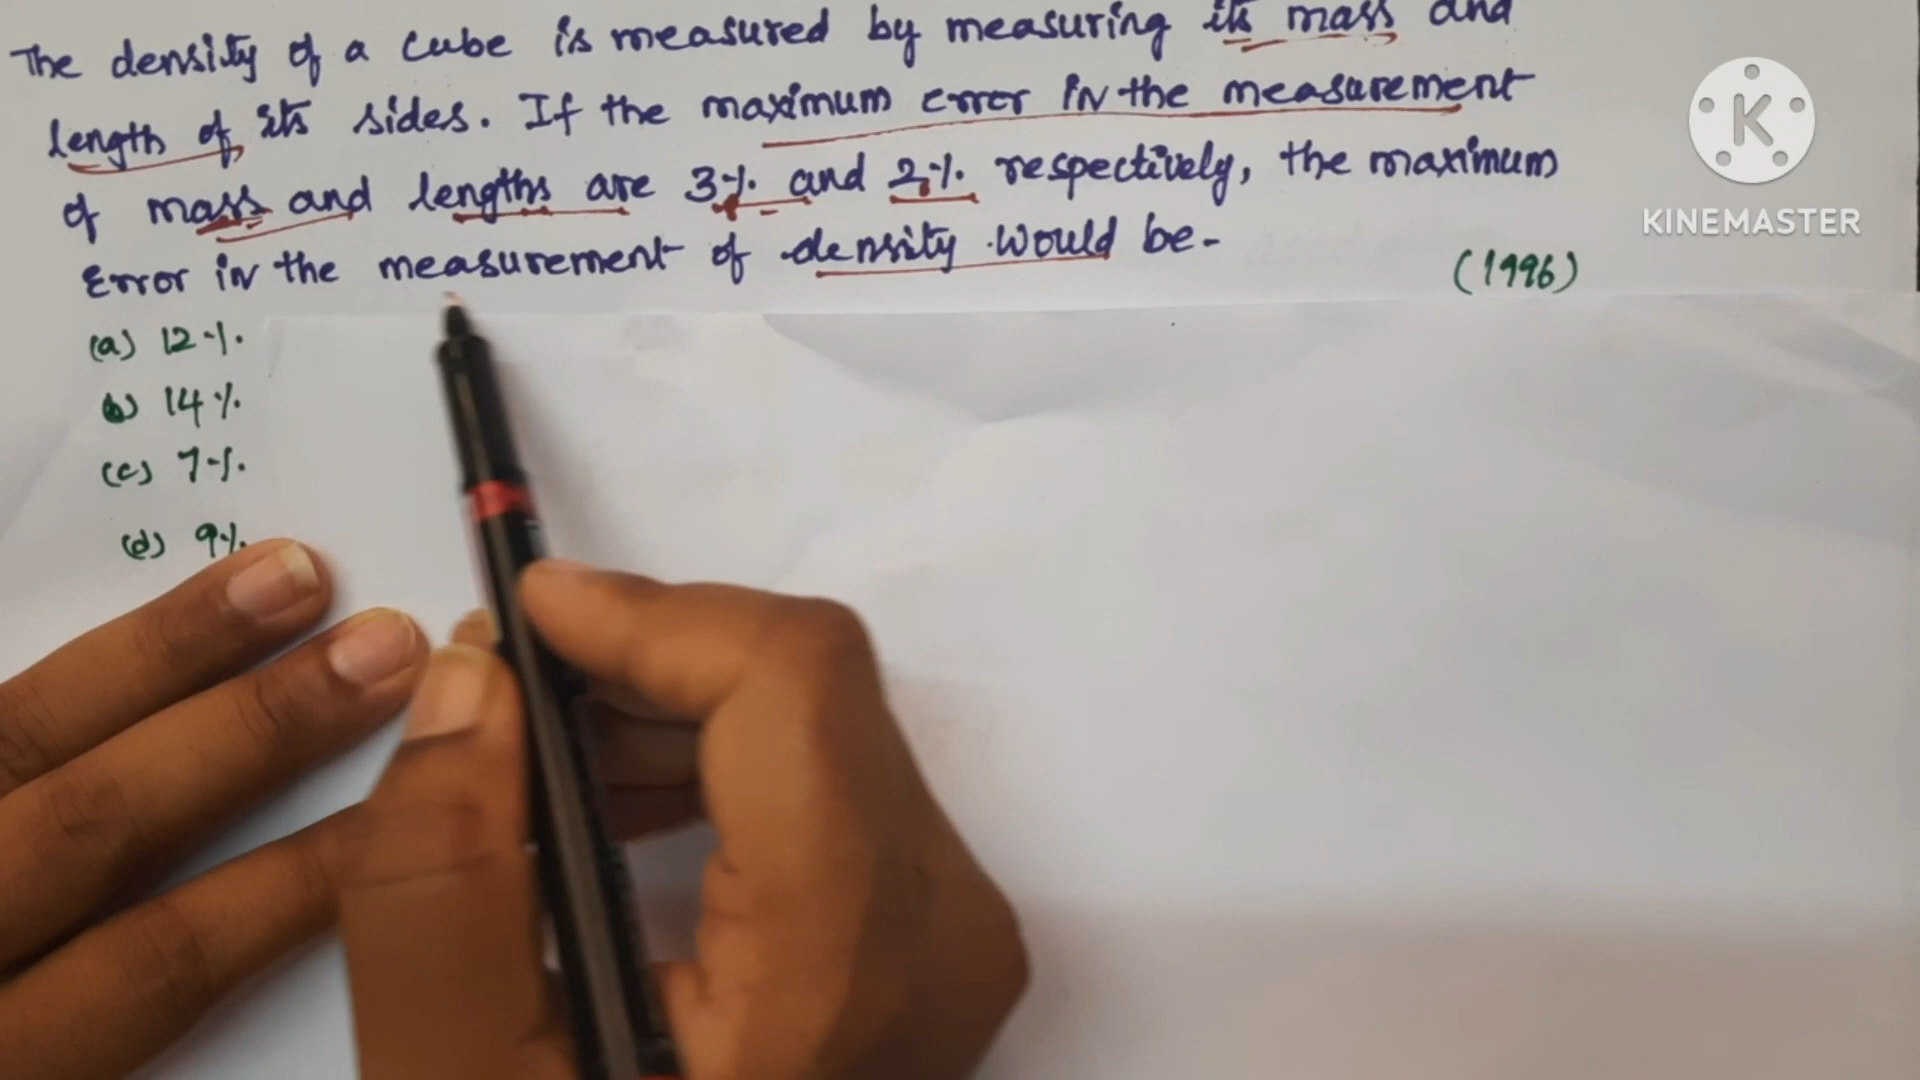 The density of a cube is measured by measuring its mass and
length of its sides. If the maximum error in the measurement
of mass and lengths are 3% and 2% respectively, the maximum
Error in the measurement of density would be-
(1996)
(a) 12%
(b) 14%
(c) 7%
(d) 9%
K
KINEMASTER